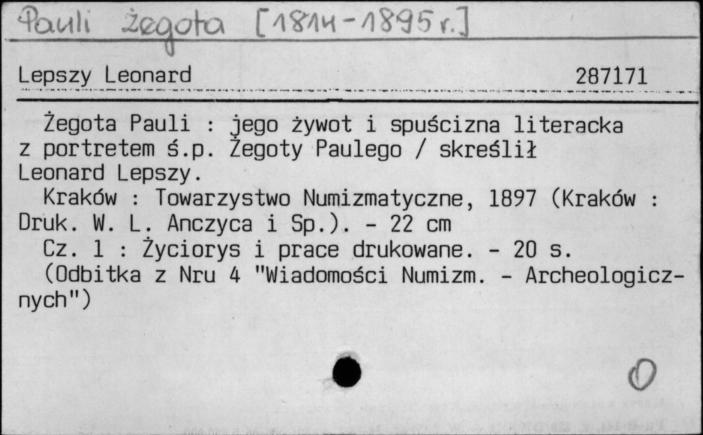 Pauli Żegota [1814-1895 r.]
Lepszy Leonard 287171
Żegota Pauli : jego żywot i spuścizna literacka
z portretem ś.p. Żegoty Paulego / skreślił
Leonard Lepszy.
Kraków : Towarzystwo Numizmatyczne, 1897 (Kraków :
Druk. W. L. Anczyca i Sp.). - 22 cm
Cz. 1 : Życiorys i prace drukowane. - 20 s.
(Odbitka z Nru 4 "Wiadomości Numizm. - Archeologicz-
nych")